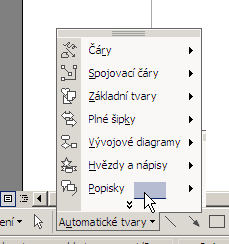 Čáry
Spojovací čáry
Základní tvary
Plné šipky
Vývojové diagramy
Hvězdy a nápisy
Popisky
ení
Automatické tvary